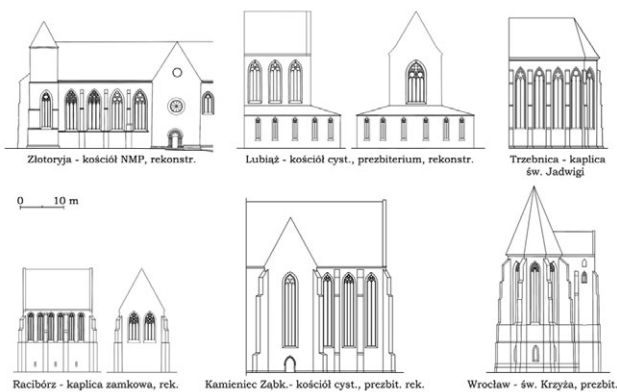 Złotoryja - kościół NMP, rekonstr.
Lubiąż - kościół cyst., prezbiterium, rekonstr.
Trzebnica - kaplica
św. Jadwigi
0 10 m
Racibórz - kaplica zamkowa, rek.
Kamieniec Ząbk.- kościół cyst., prezbit. rek.
Wrocław - św. Krzyża, prezbit.